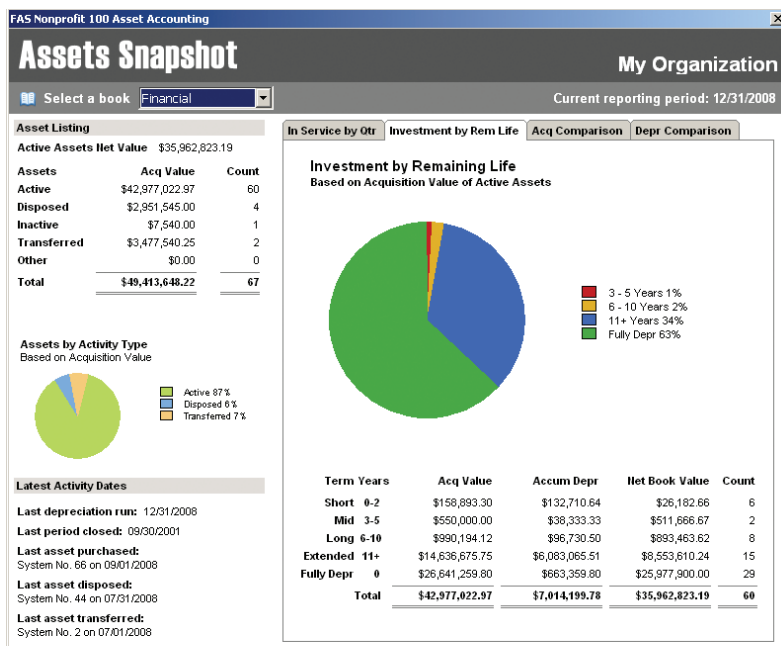 FAS Nonprofit 100 Asset Accounting
Assets Snapshot
My Organization
Select a book Financial
Current reporting period: 12/31/2008
Asset Listing
Active Assets Net Value $35,962,823.19
Assets Acq Value Count
Active $42,977,022.97 60
Disposed $2,951,545.00 4
Inactive $7,540.00 1
Transferred $3,477,540.25 2
Other $0.00 0
Total $49,413,648.22 67
Assets by Activity Type
Based on Acquisition Value
Active 87%
Disposed 6%
Transferred 7%
Latest Activity Dates
Last depreciation run: 12/31/2008
Last period closed: 09/30/2001
Last asset purchased:
System No. 66 on 09/01/2008
Last asset disposed:
System No. 44 on 07/31/2008
Last asset transferred:
System No. 2 on 07/01/2008
In Service by Qtr Investment by Rem Life Acq Comparison Depr Comparison
Investment by Remaining Life
Based on Acquisition Value of Active Assets
3 - 5 Years 1%
6 - 10 Years 2%
11+ Years 34%
Fully Depr 63%
Term Years Acq Value Accum Depr Net Book Value Count
Short 0-2 $158,893.30 $132,710.64 $26,182.66 6
Mid 3-5 $550,000.00 $38,333.33 $511,666.67 2
Long 6-10 $990,194.12 $96,730.50 $893,463.62 8
Extended 11+ $14,636,675.75 $6,083,065.51 $8,553,610.24 15
Fully Depr 0 $26,641,259.80 $663,359.80 $25,977,900.00 29
Total $42,977,022.97 $7,014,199.78 $35,962,823.19 60